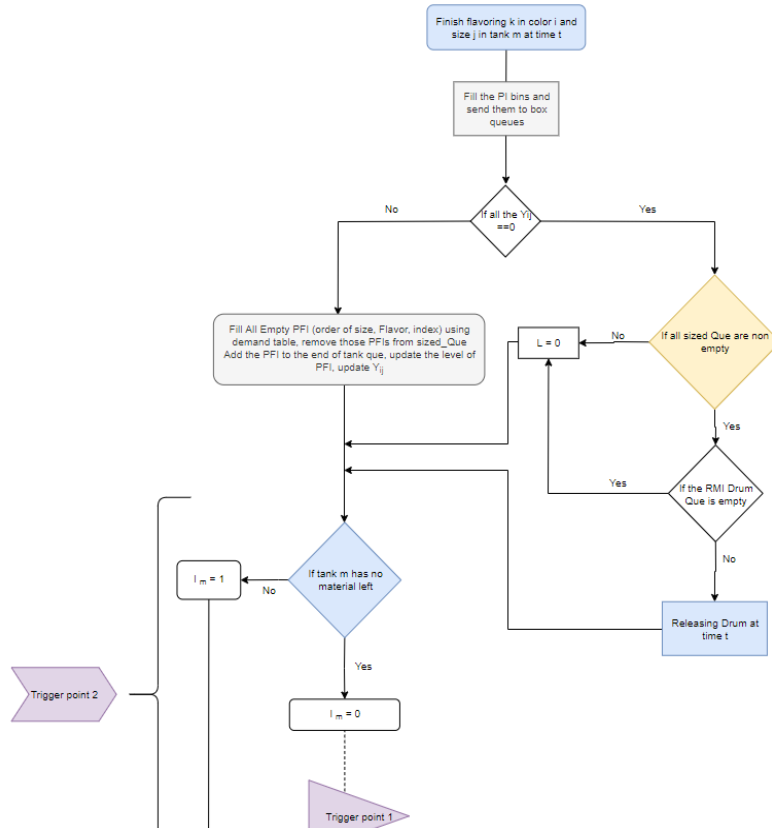 Finish flavoring k in color i and
size j in tank m at time t
Fill the PI bins and
send them to box
queues
If all the Yij
==0
No
Yes
Fill All Empty PFI (order of size, Flavor, index) using
demand table, remove those PFIs from sized_Que
Add the PFI to the end of tank que, update the level of
PFI, update Yij
If all sized Que are non
empty
No
L = 0
Yes
If the RMI Drum
Que is empty
Yes
No
Releasing Drum at
time t
If tank m has no
material left
No
I m = 1
Yes
I m = 0
Trigger point 2
Trigger point 1